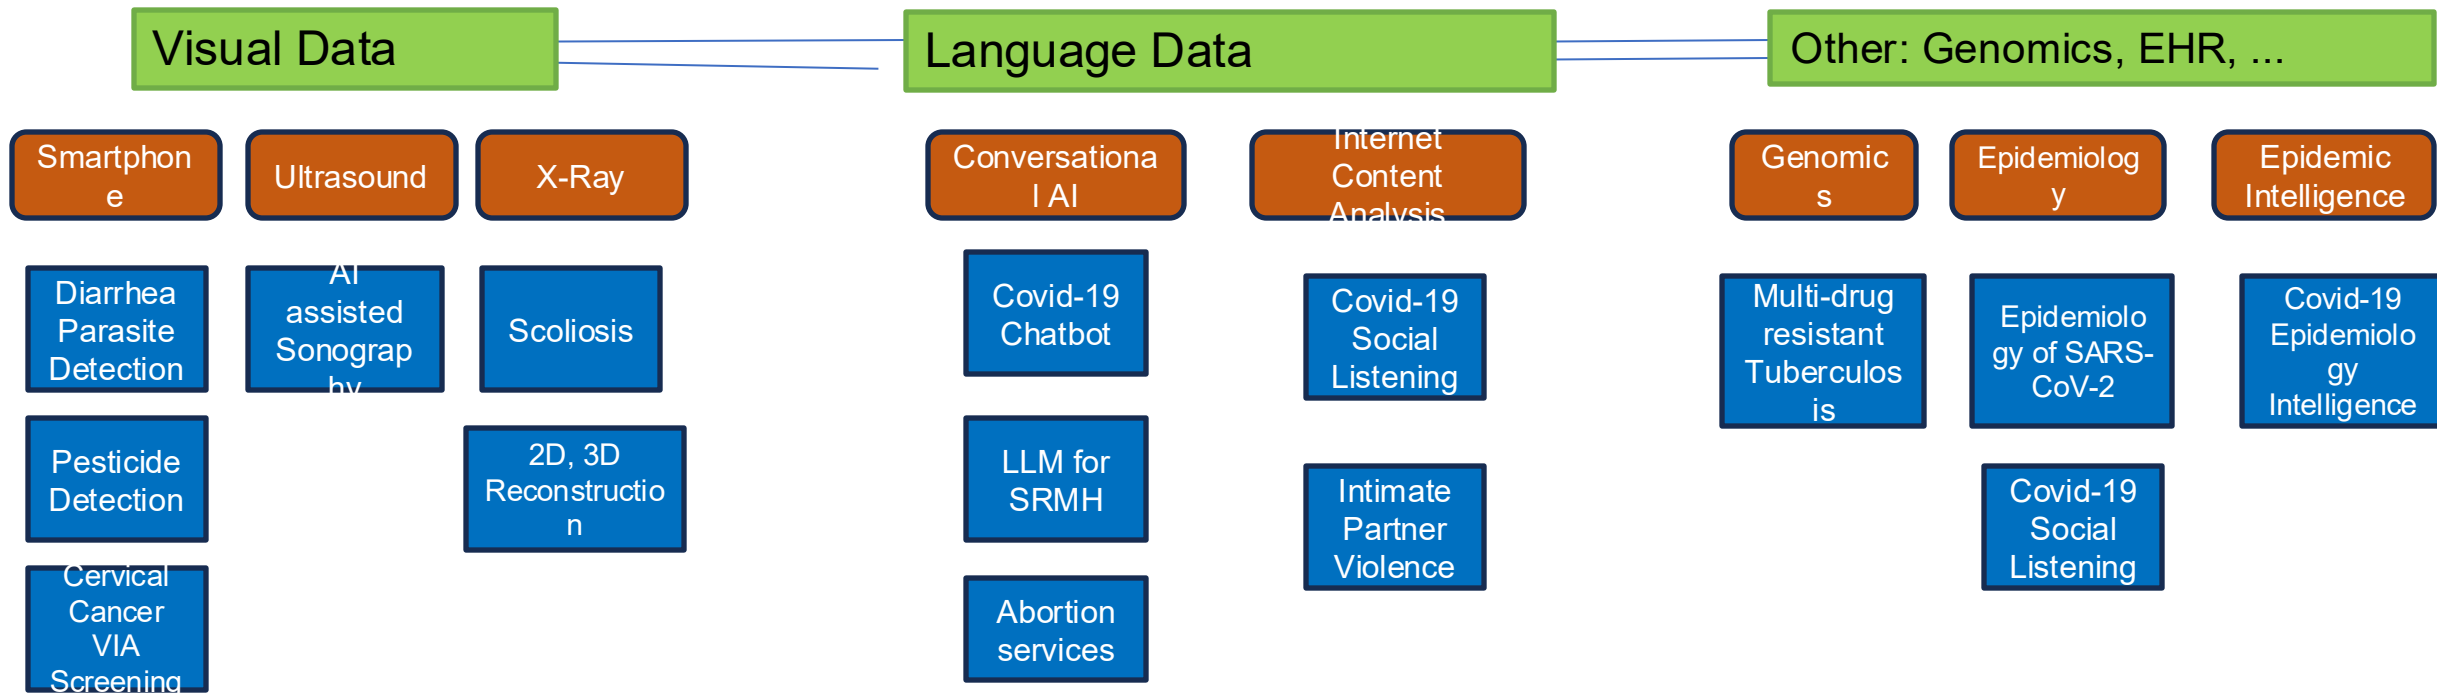 Visual Data
Language Data
Other: Genomics, EHR, ...
Smartphon
e
Ultrasound
X-Ray
Conversationa
l AI
Internet
Content
Analysis
Genomic
s
Epidemiolog
y
Epidemic
Intelligence
Diarrhea
Parasite
Detection
AI
assisted
Sonograp
hy
Scoliosis
Covid-19
Chatbot
Covid-19
Social
Listening
Multi-drug
resistant
Tuberculos
is
Epidemiolo
gy of SARS-
CoV-2
Covid-19
Epidemiolo
gy
Intelligence
Pesticide
Detection
2D, 3D
Reconstructio
n
LLM for
SRMH
Intimate
Partner
Violence
Covid-19
Social
Listening
Cervical
Cancer
VIA
Screening
Abortion
services